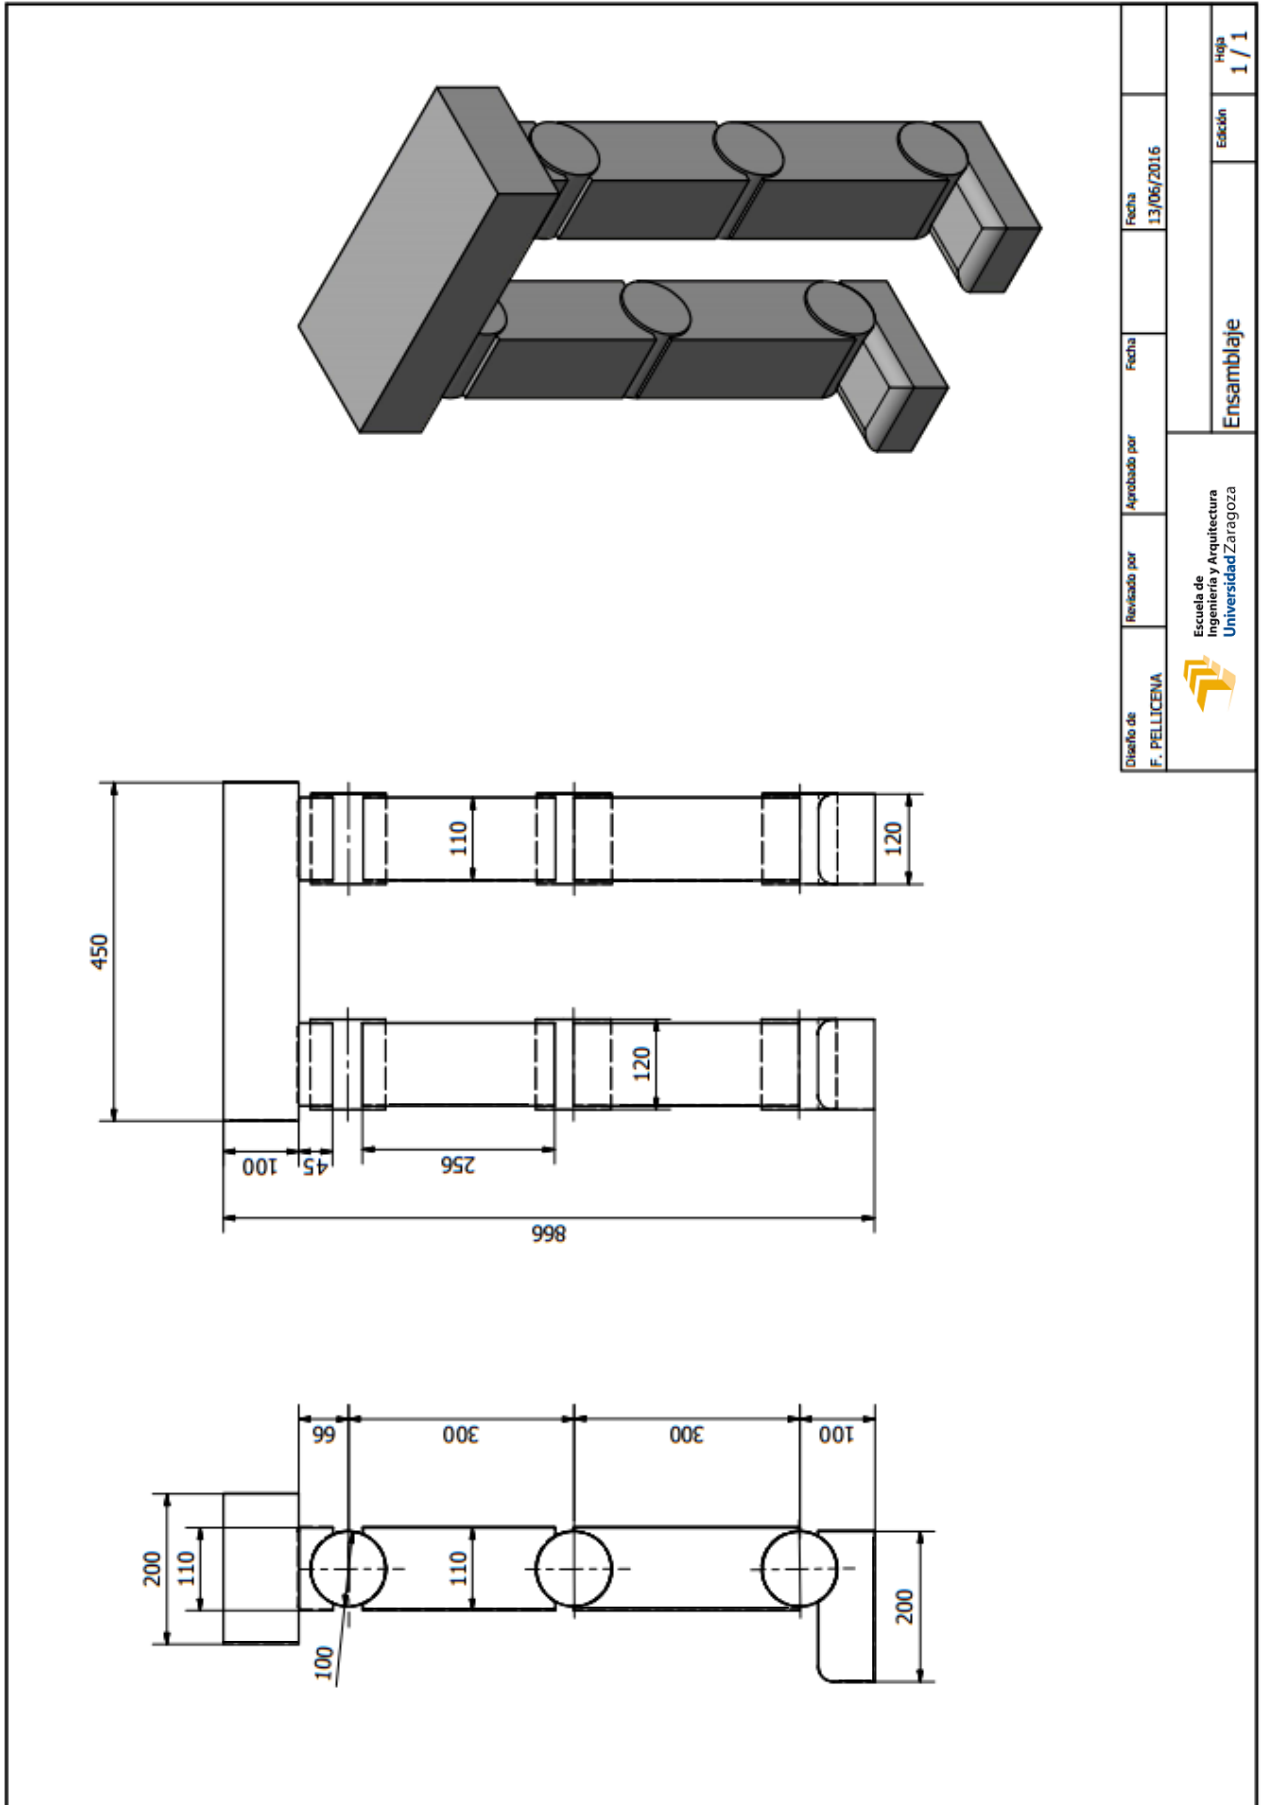 450
100
45
256
866
110
120
120
200
110
100
110
66
300
300
100
200
Diseño de
F. PELLICENA
Revisado por
Aprobado por
Fecha
Fecha
13/06/2016
Escuela de
Ingeniería y Arquitectura
Universidad Zaragoza
Ensamblaje
Edición
Hoja
1 / 1